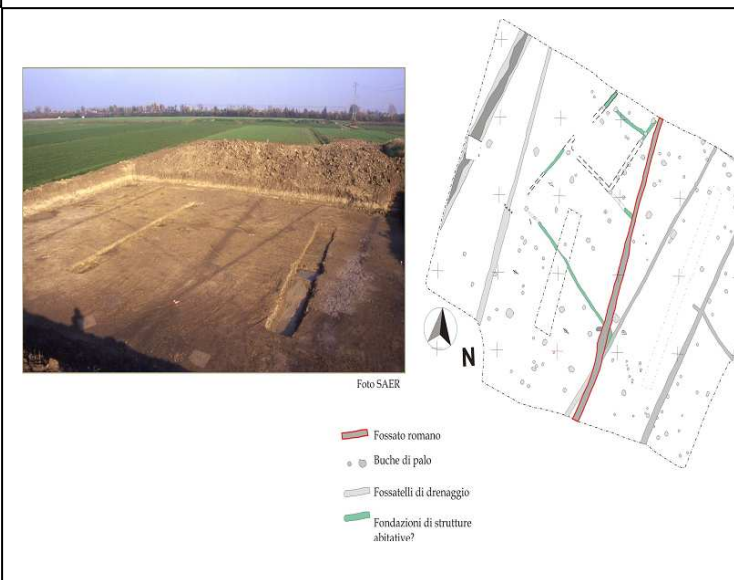 Foto SAER
N
Fossato romano
Buche di palo
Fossatelli di drenaggio
Fondazioni di strutture
abitative?